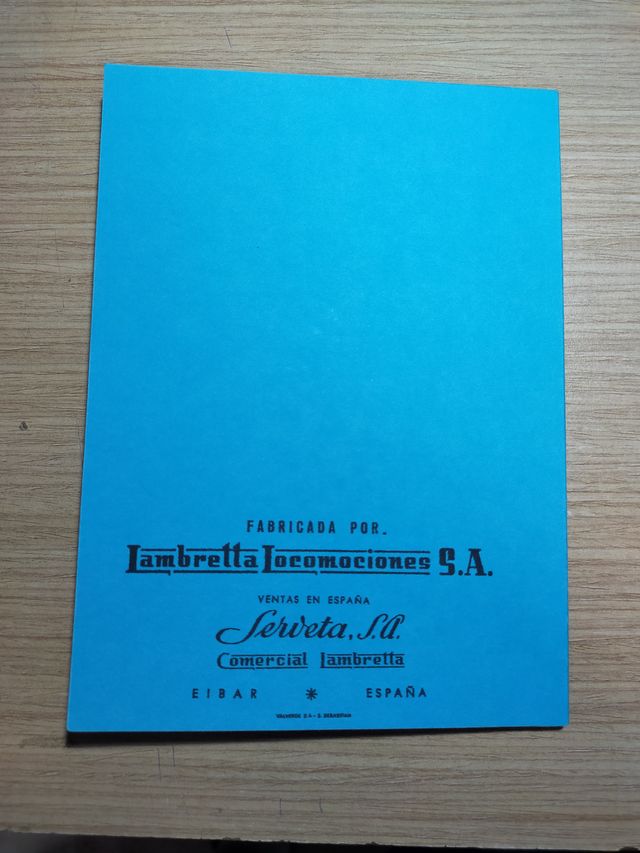 FABRICADA POR.
Lambretta Locomociones S.A.
VENTAS EN ESPAÑA
Serveta, S.A.
Comercial Lambretta
EIBAR * ESPAÑA
VALVERDE S.A. - S. SEBASTIAN